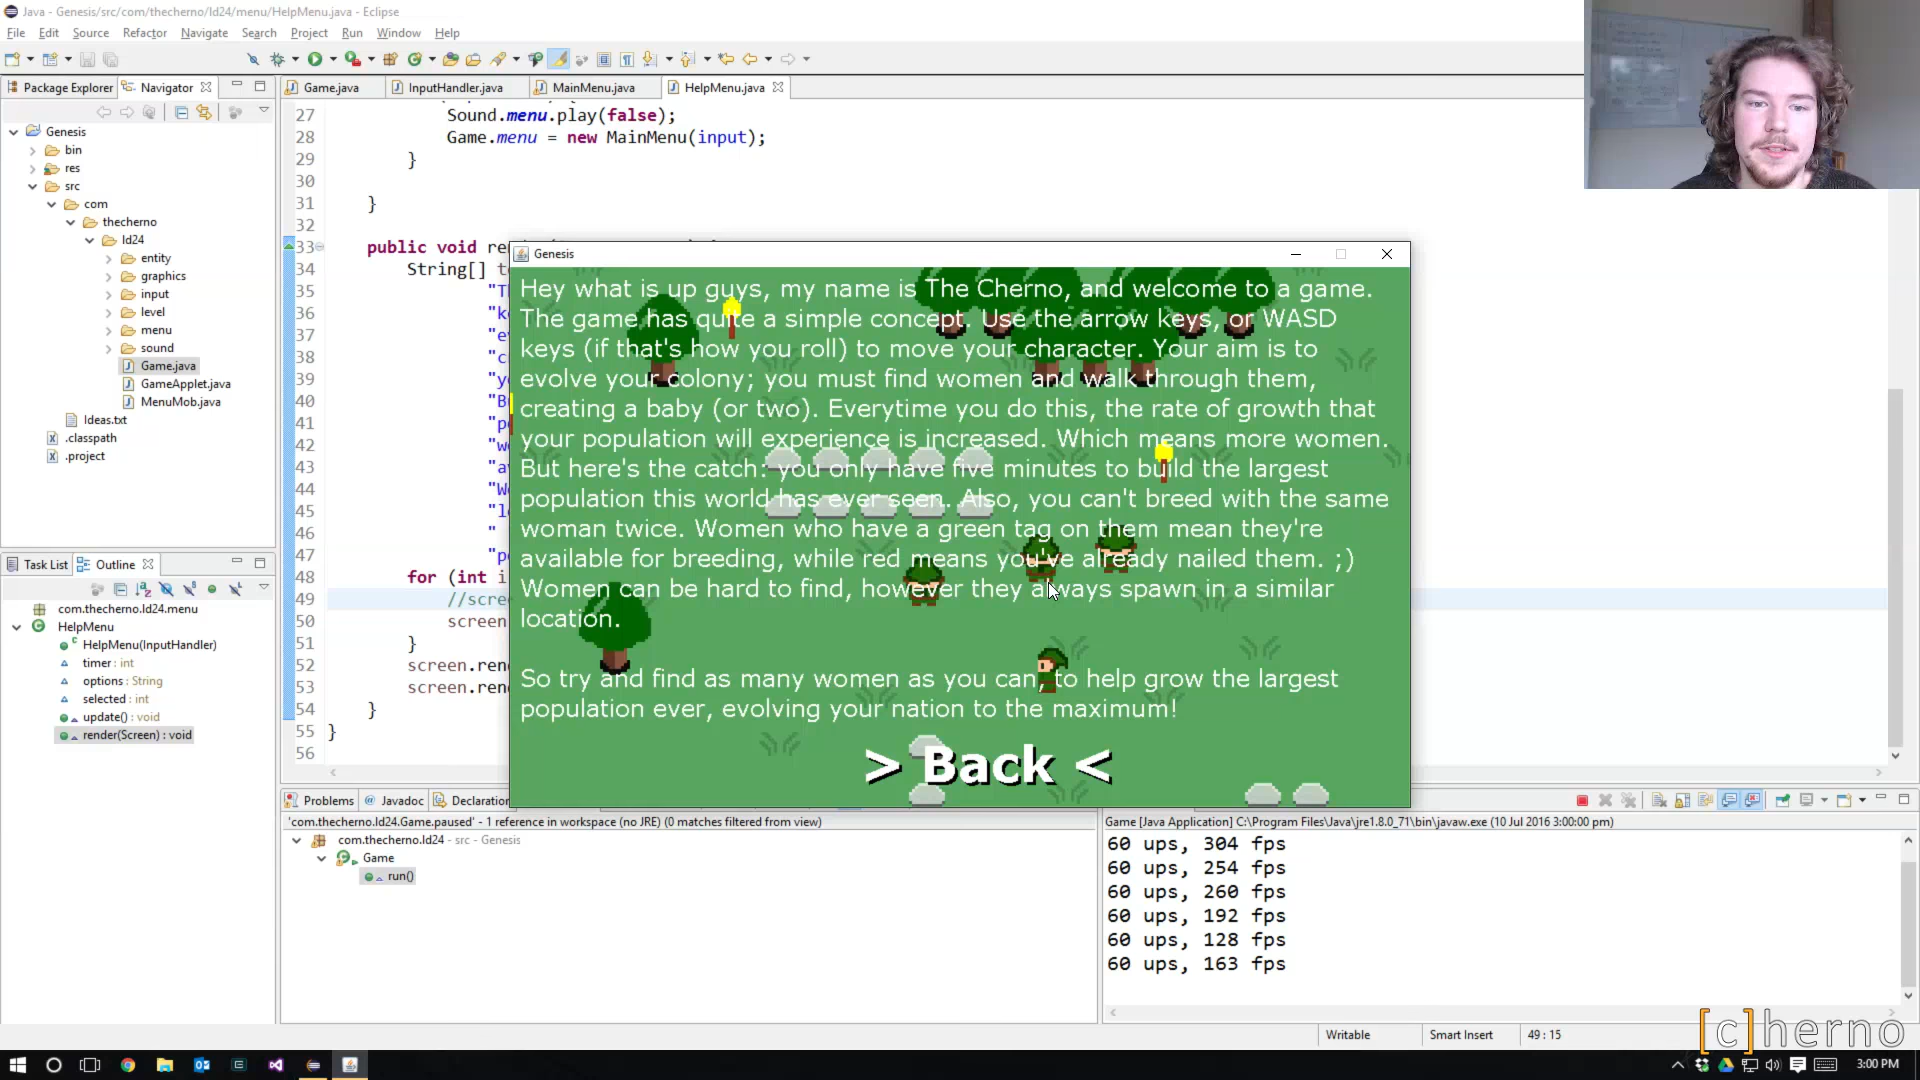 Java - Genesis/src/com/thecherno/ld24/menu/HelpMenu.java - Eclipse
File Edit Source Refactor Navigate Search Project Run Window Help
Package Explorer Navigator
Game.java InputHandler.java MainMenu.java HelpMenu.java
Genesis
bin
res
src
com
thecherno
ld24
entity
graphics
input
level
menu
sound
Game.java
GameApplet.java
MenuMob.java
Ideas.txt
.classpath
.project
27 Sound.menu.play(false);
28 Game.menu = new MainMenu(input);
29 }
30
31 }
32
33 public void re
34 String[] t
35 "T
36 "k
37 "e
38 "c
39 "y
40 "B
41 "p
42 "w
43 "a
44 "W
45 "l
46 "
47 "p
48 for (int i
49 //scre
50 screen
51 }
52 screen.ren
53 screen.ren
54 }
55 }
56
Genesis
Hey what is up guys, my name is The Cherno, and welcome to a game.
The game has quite a simple concept. Use the arrow keys, or WASD
keys (if that's how you roll) to move your character. Your aim is to
evolve your colony; you must find women and walk through them,
creating a baby (or two). Everytime you do this, the rate of growth that
your population will experience is increased. Which means more women.
But here's the catch: you only have five minutes to build the largest
population this world has ever seen. Also, you can't breed with the same
woman twice. Women who have a green tag on them mean they're
available for breeding, while red means you've already nailed them. ;)
Women can be hard to find, however they always spawn in a similar
location.
So try and find as many women as you can, to help grow the largest
population ever, evolving your nation to the maximum!
> Back <
Task List Outline
com.thecherno.ld24.menu
HelpMenu
HelpMenu(InputHandler)
timer : int
options : String
selected : int
update() : void
render(Screen) : void
Problems @ Javadoc Declaration
'com.thecherno.ld24.Game.paused' - 1 reference in workspace (no JRE) (0 matches filtered from view)
com.thecherno.ld24 - src - Genesis
Game
run()
Game [Java Application] C:\Program Files\Java\jre1.8.0_71\bin\javaw.exe (10 Jul 2016 3:00:00 pm)
60 ups, 304 fps
60 ups, 254 fps
60 ups, 260 fps
60 ups, 192 fps
60 ups, 128 fps
60 ups, 163 fps
Writable Smart Insert 49 : 15
[c]herno
3:00 PM